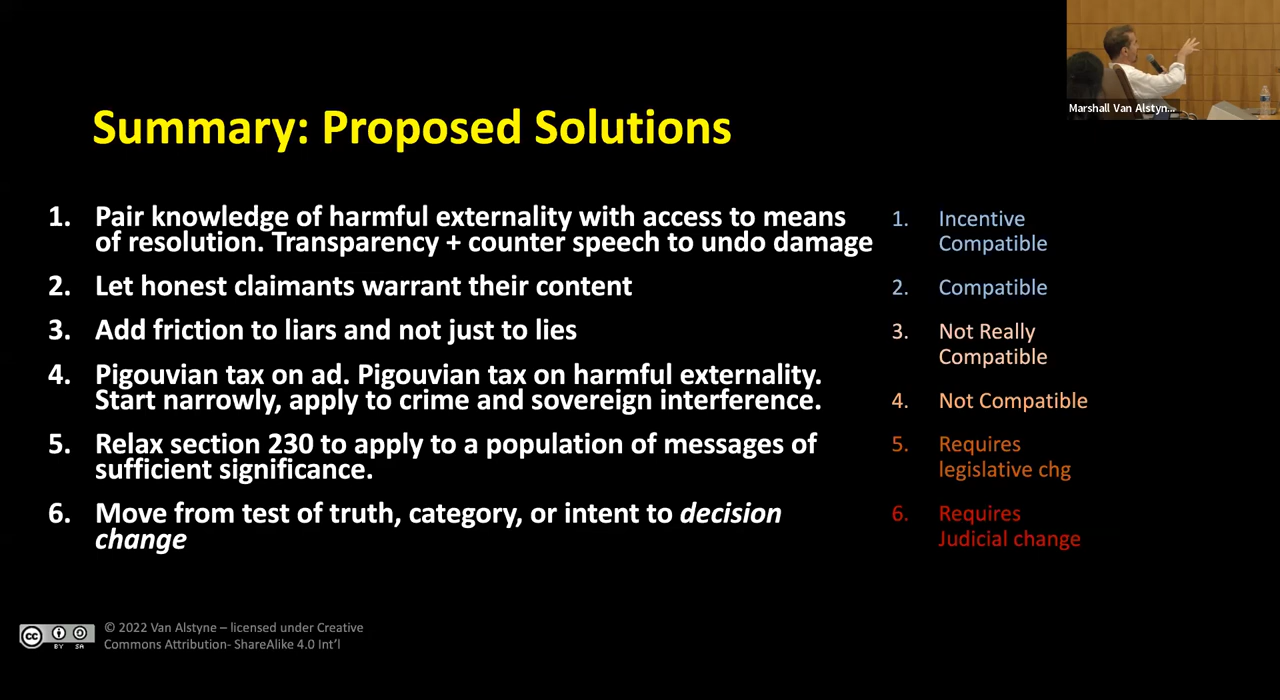 Marshall Van Alstyn...
Summary: Proposed Solutions
1. Pair knowledge of harmful externality with access to means
of resolution. Transparency + counter speech to undo damage
1. Incentive
Compatible
2. Let honest claimants warrant their content
2. Compatible
3. Add friction to liars and not just to lies
3. Not Really
Compatible
4. Pigouvian tax on ad. Pigouvian tax on harmful externality.
Start narrowly, apply to crime and sovereign interference.
4. Not Compatible
5. Relax section 230 to apply to a population of messages of
sufficient significance.
5. Requires
legislative chg
6. Move from test of truth, category, or intent to decision
change
6. Requires
Judicial change
cc BY SA
© 2022 Van Alstyne – licensed under Creative
Commons Attribution- ShareAlike 4.0 Int'l